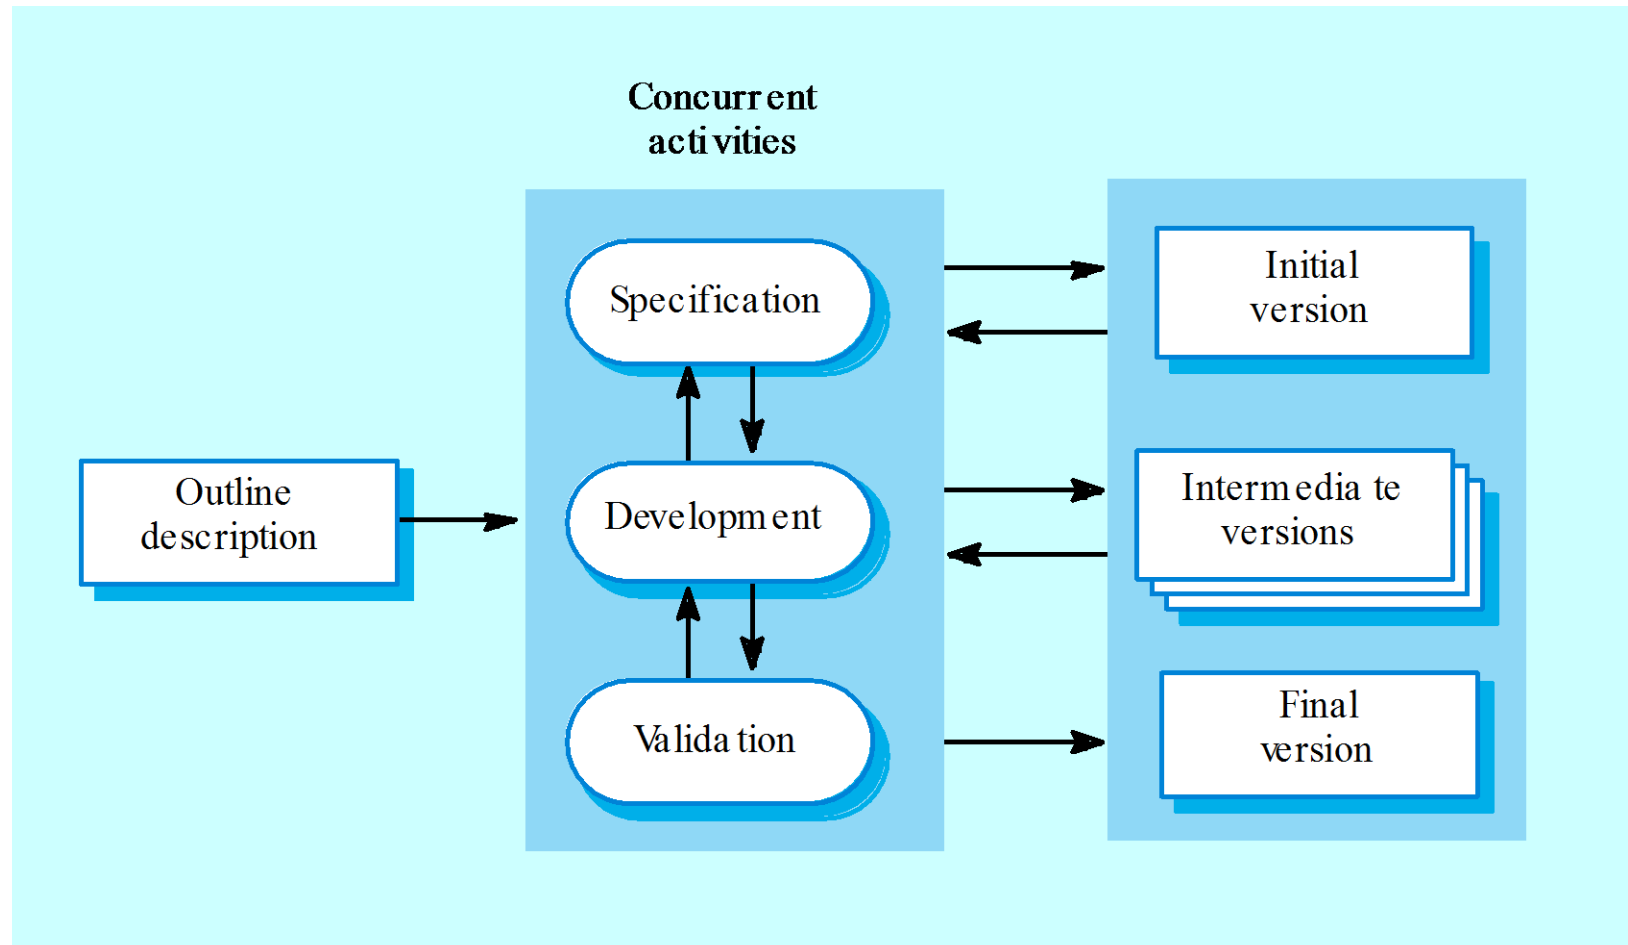 Concurrent
activities
Specification
Initial
version
Outline
description
Development
Intermediate
versions
Validation
Final
version